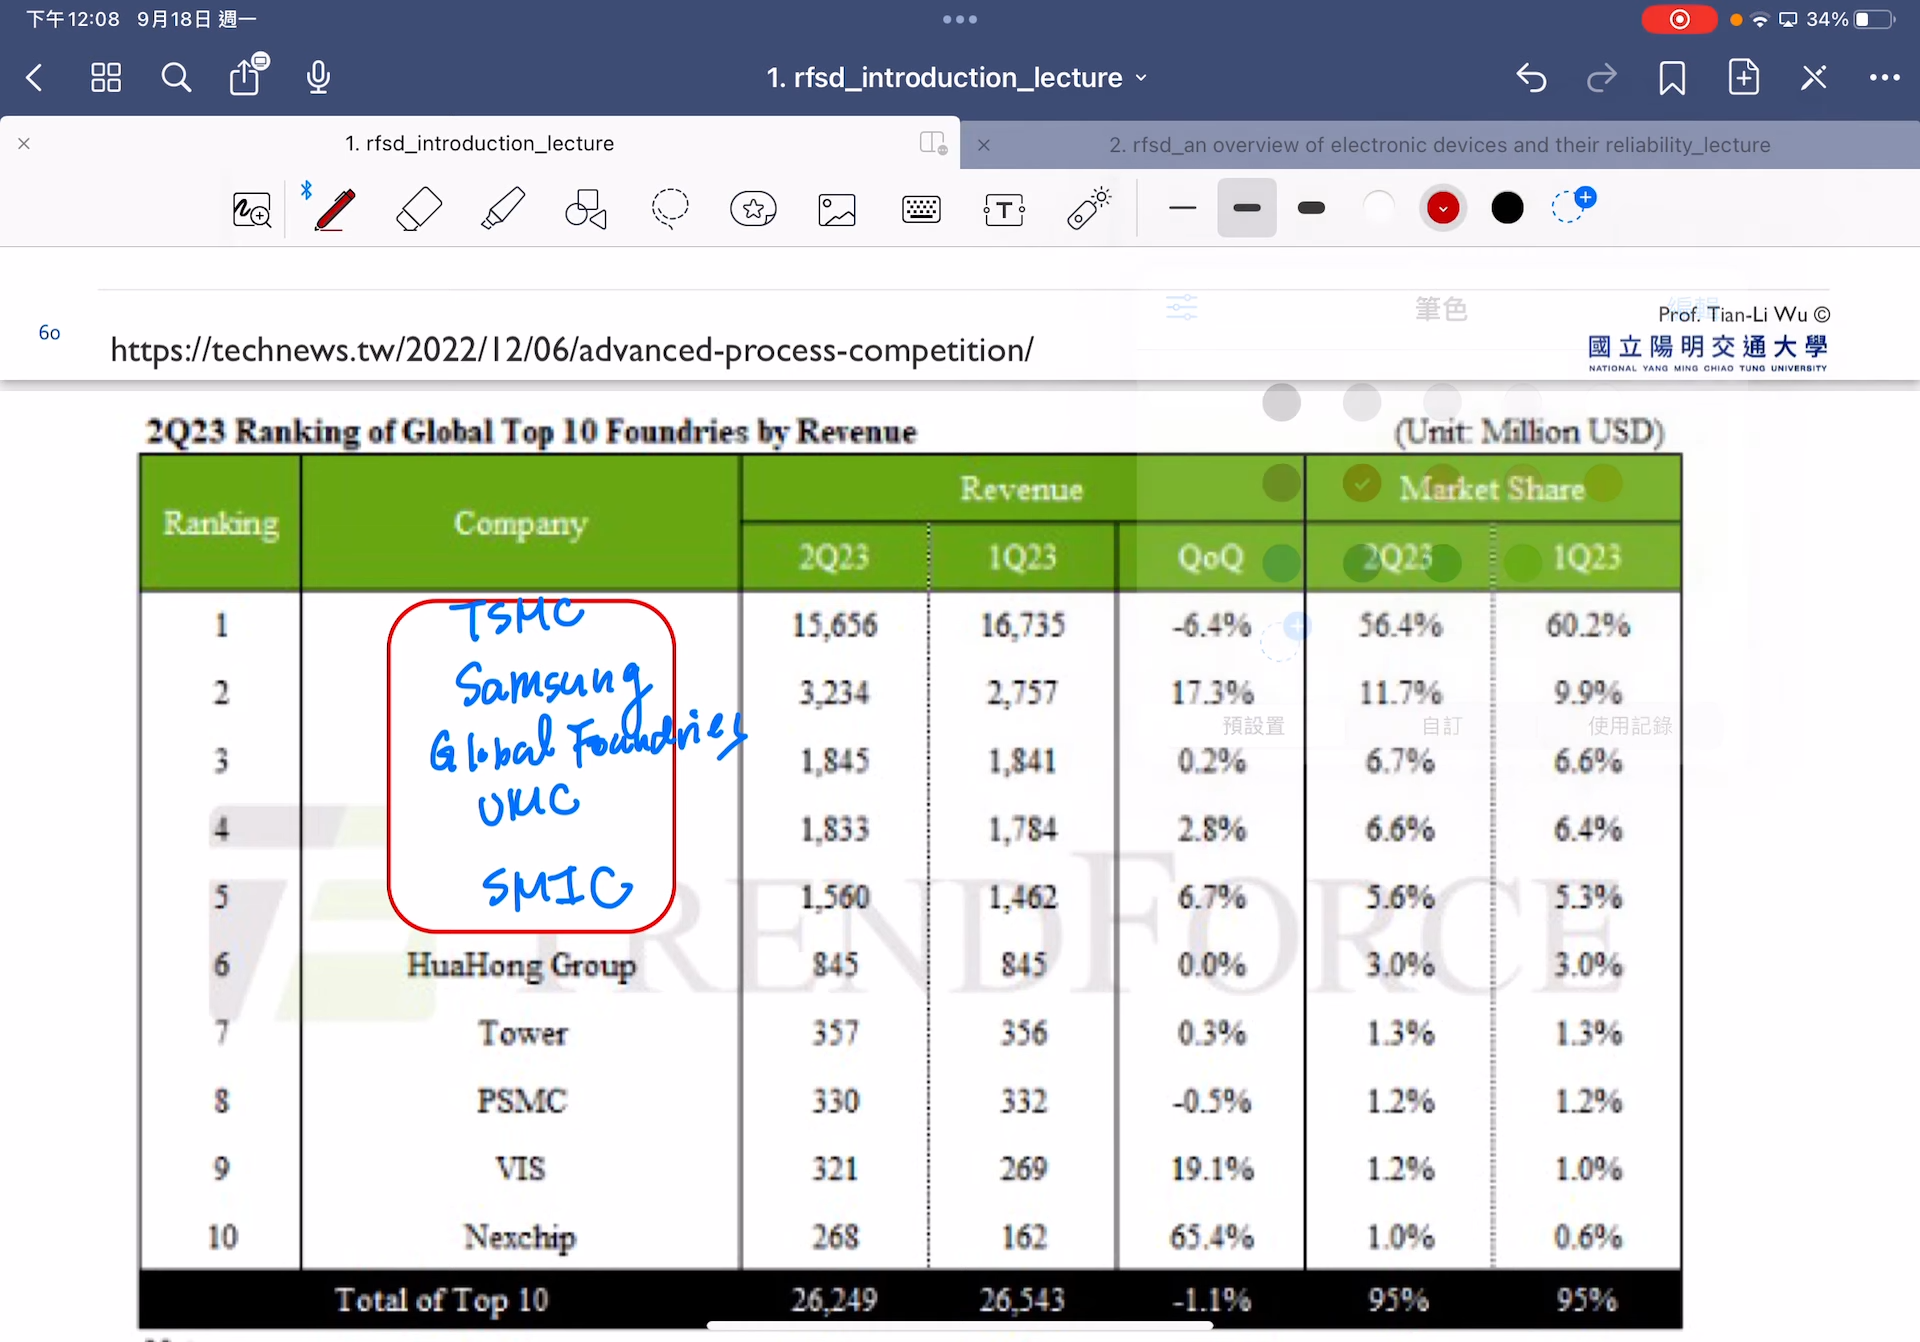 下午12:08 9月18日 週一
34%
1. rfsd_introduction_lecture
1. rfsd_introduction_lecture
2. rfsd_an overview of electronic devices and their reliability_lecture
T
筆色
編輯
60
https://technews.tw/2022/12/06/advanced-process-competition/
Prof. Tian-Li Wu ©
國立陽明交通大學
NATIONAL YANG MING CHIAO TUNG UNIVERSITY
2Q23 Ranking of Global Top 10 Foundries by Revenue (Unit: Million USD)
Ranking Company Revenue Market Share
2Q23 1Q23 QoQ 2Q23 1Q23
1 TSMC 15,656 16,735 -6.4% 56.4% 60.2%
2 Samsung 3,234 2,757 17.3% 11.7% 9.9%
預設置 自訂 使用記錄
3 Global Foundries 1,845 1,841 0.2% 6.7% 6.6%
4 UMC 1,833 1,784 2.8% 6.6% 6.4%
5 SMIC 1,560 1,462 6.7% 5.6% 5.3%
TRENDFORCE
6 HuaHong Group 845 845 0.0% 3.0% 3.0%
7 Tower 357 356 0.3% 1.3% 1.3%
8 PSMC 330 332 -0.5% 1.2% 1.2%
9 VIS 321 269 19.1% 1.2% 1.0%
10 Nexchip 268 162 65.4% 1.0% 0.6%
Total of Top 10 26,249 26,543 -1.1% 95% 95%